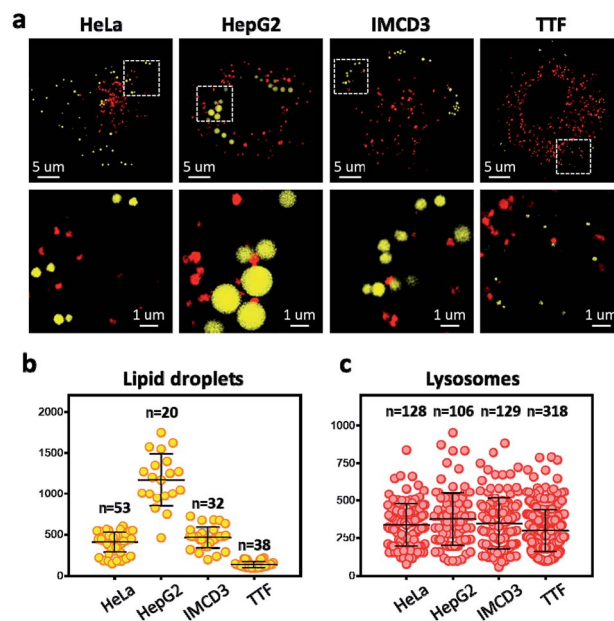 a
HeLa HepG2 IMCD3 TTF
5 um 5 um 5 um 5 um
1 um 1 um 1 um 1 um
b
Lipid droplets
2000
1500
1000
500
0
n=53
n=20
n=32
n=38
HeLa HepG2 IMCD3 TTF
c
Lysosomes
1000
750
500
250
0
n=128 n=106 n=129 n=318
HeLa HepG2 IMCD3 TTF